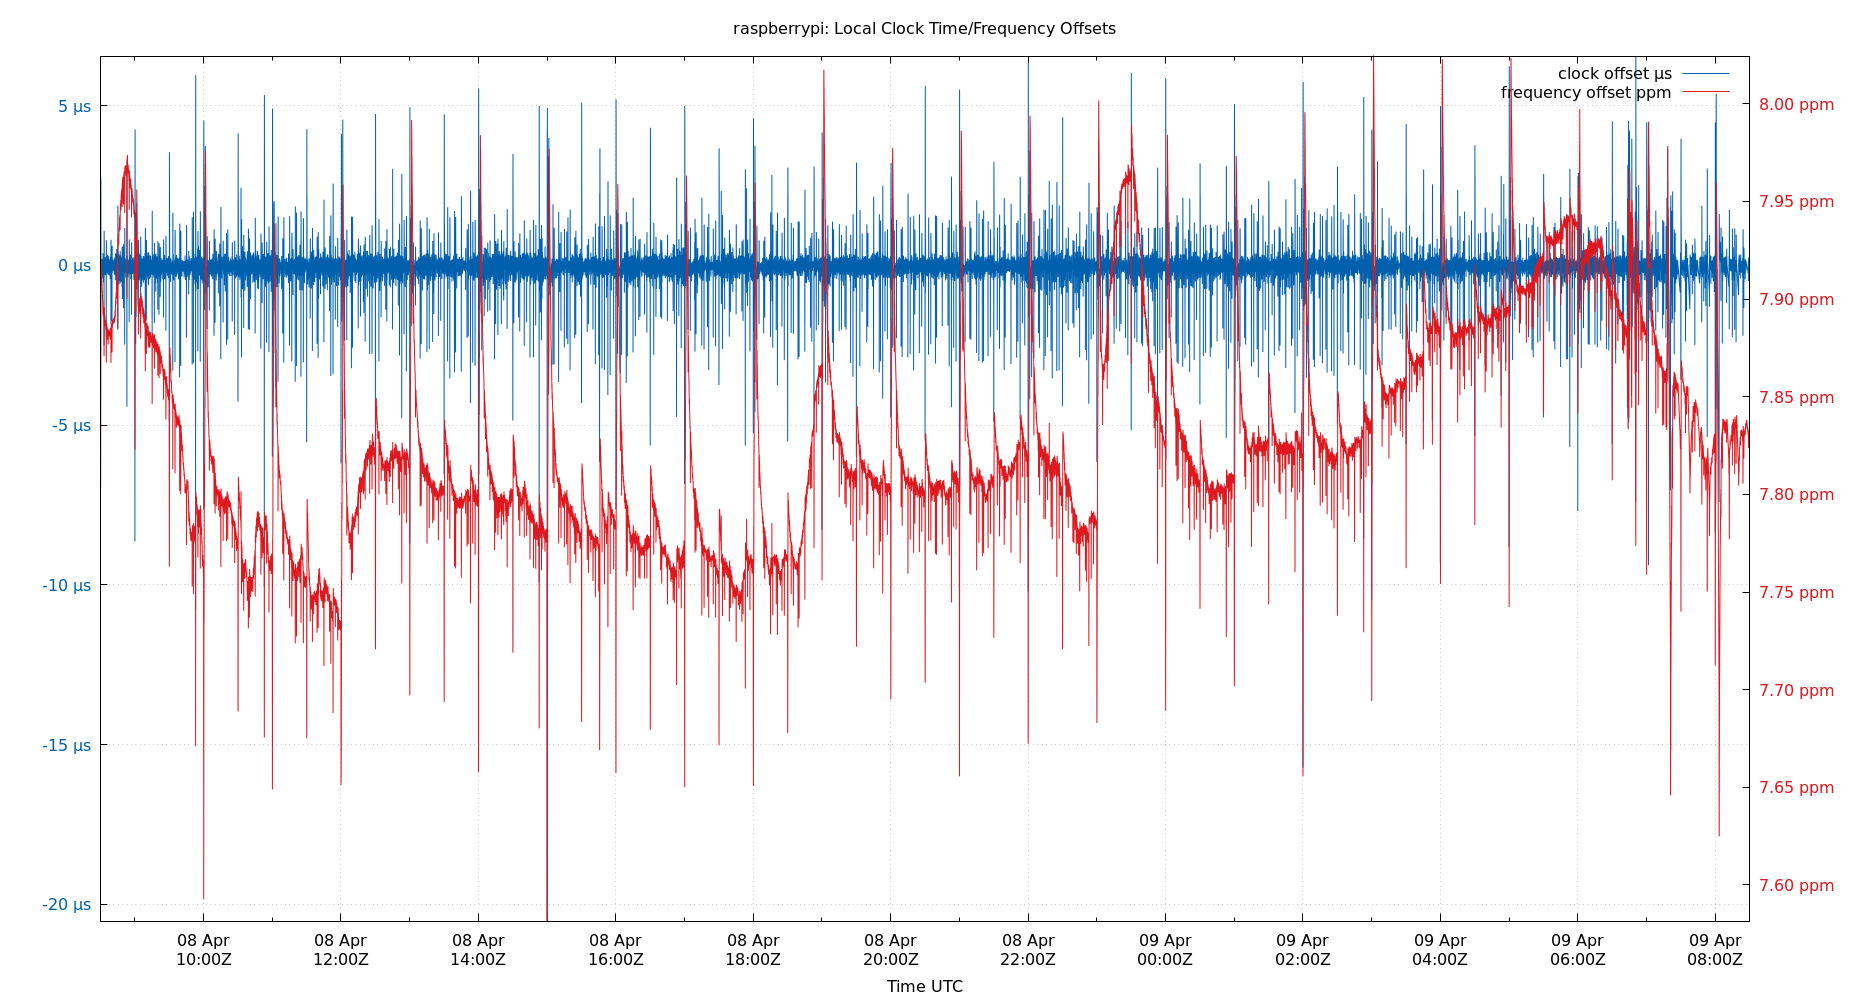 raspberrypi: Local Clock Time/Frequency Offsets
clock offset µs
frequency offset ppm
5 µs
0 µs
-5 µs
-10 µs
-15 µs
-20 µs
8.00 ppm
7.95 ppm
7.90 ppm
7.85 ppm
7.80 ppm
7.75 ppm
7.70 ppm
7.65 ppm
7.60 ppm
08 Apr 08 Apr 08 Apr 08 Apr 08 Apr 08 Apr 08 Apr 09 Apr 09 Apr 09 Apr 09 Apr 09 Apr
10:00Z 12:00Z 14:00Z 16:00Z 18:00Z 20:00Z 22:00Z 00:00Z 02:00Z 04:00Z 06:00Z 08:00Z
Time UTC